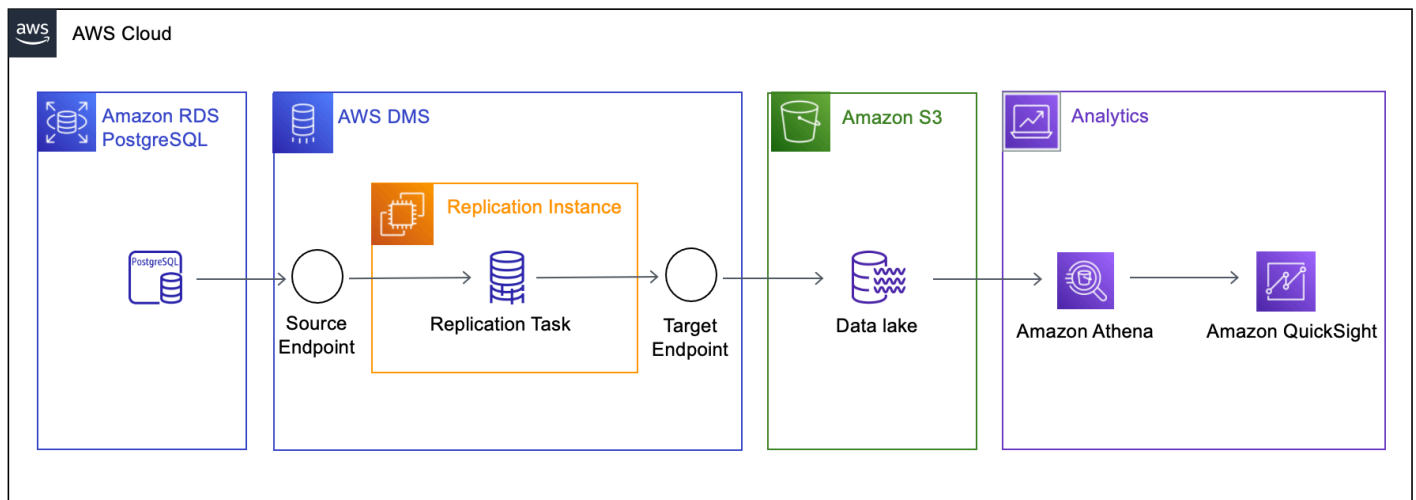 aws
AWS Cloud
Amazon RDS
PostgreSQL
AWS DMS
Amazon S3
Analytics
Replication Instance
PostgreSQL
Source
Endpoint
Replication Task
Target
Endpoint
Data lake
Amazon Athena
Amazon QuickSight